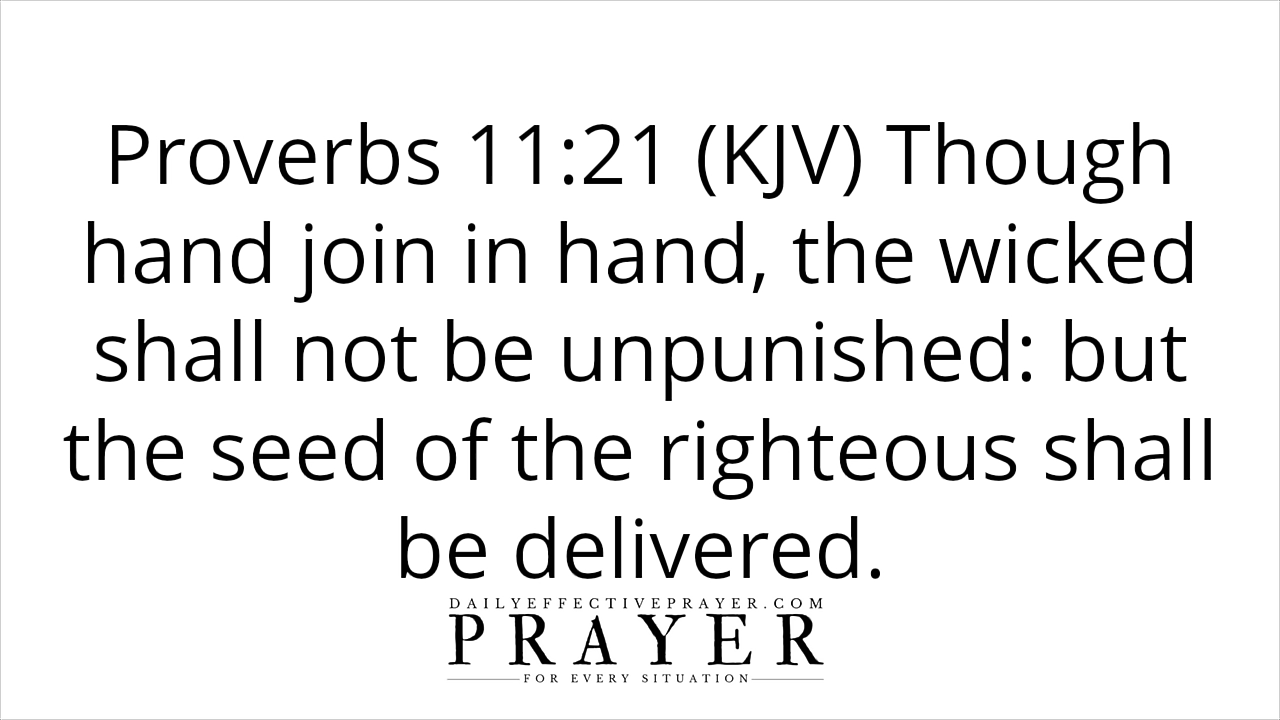 Proverbs 11:21 (KJV) Though
hand join in hand, the wicked
shall not be unpunished: but
the seed of the righteous shall
be delivered.
DAILYEFFECTIVEPRAYER.COM
PRAYER
FOR EVERY SITUATION